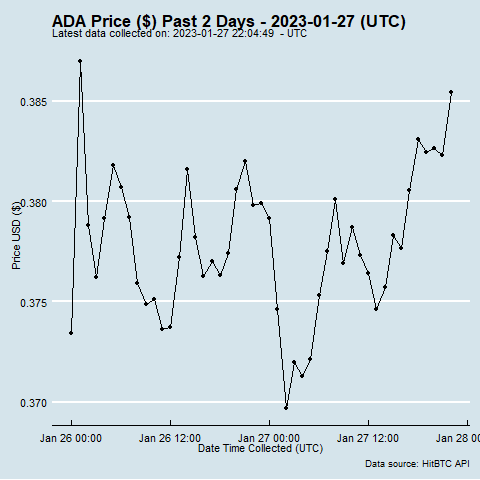 ADA Price ($) Past 2 Days - 2023-01-27 (UTC)
Latest data collected on: 2023-01-27 22:04:49 - UTC
0.385
0.380
0.375
0.370
Price USD ($)
Jan 26 00:00 Jan 26 12:00 Jan 27 00:00 Jan 27 12:00 Jan 28 0
Date Time Collected (UTC)
Data source: HitBTC API